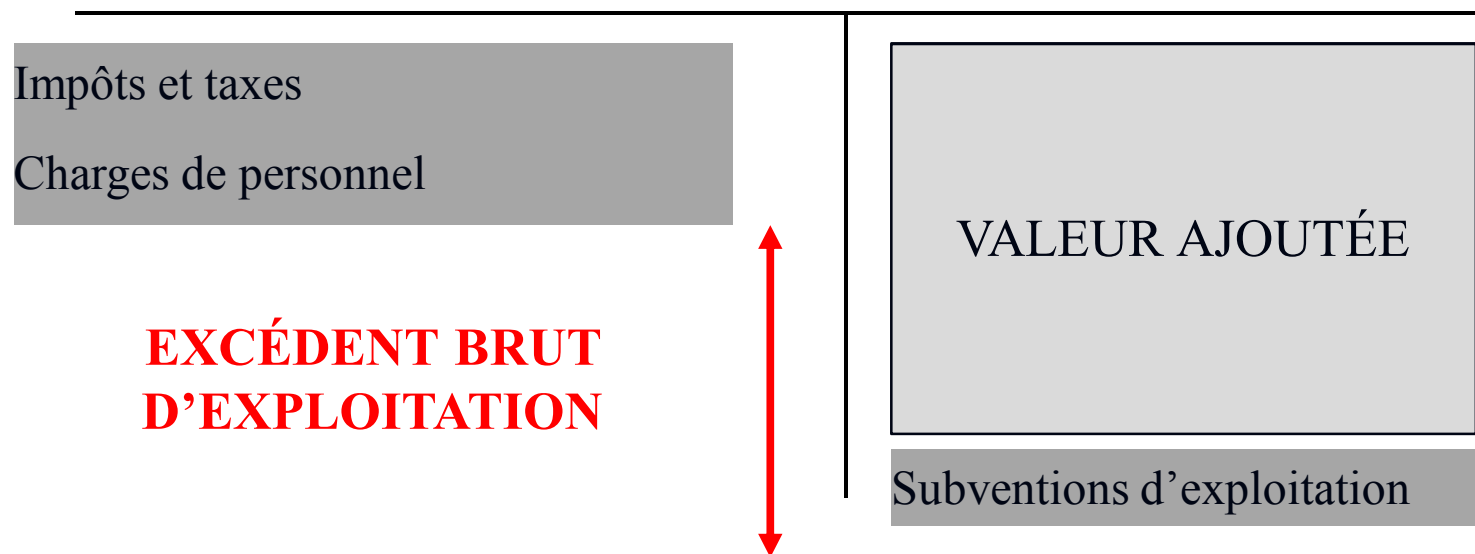 Impôts et taxes
Charges de personnel
EXCÉDENT BRUT
D’EXPLOITATION
VALEUR AJOUTÉE
Subventions d’exploitation